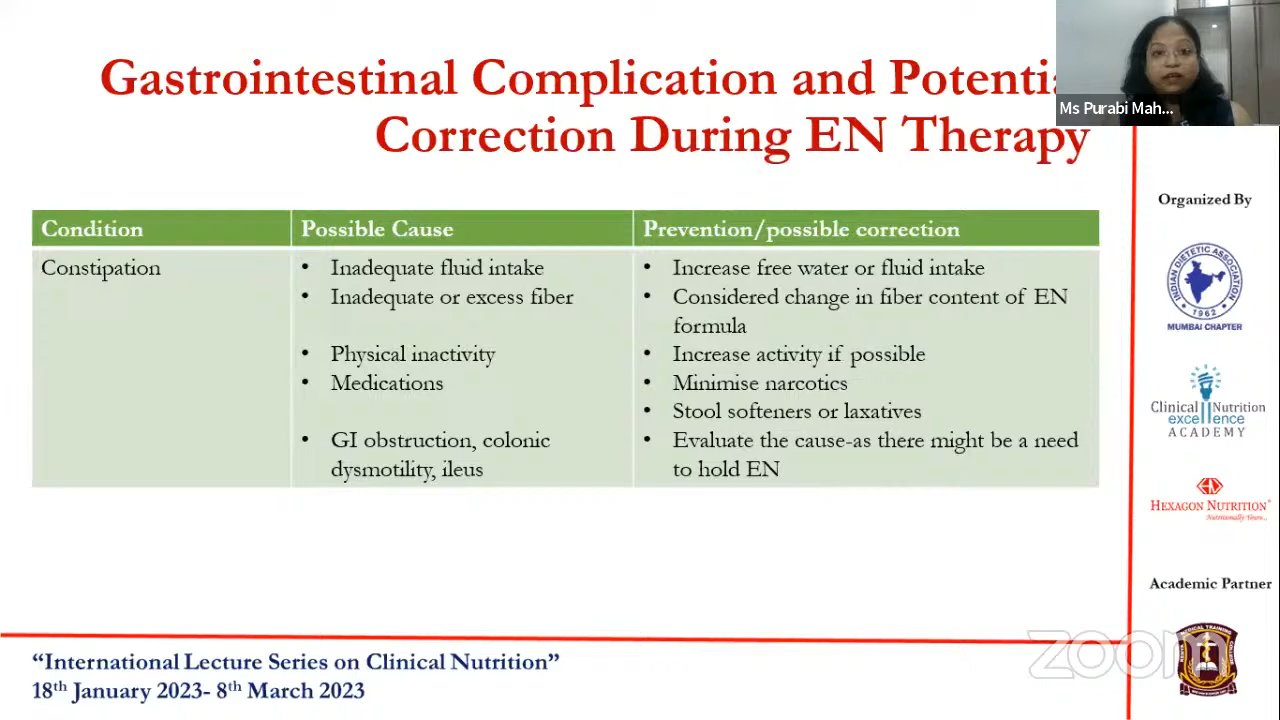 Gastrointestinal Complication and Potentia
Correction During EN Therapy
Ms Purabi Mah...
Condition
Possible Cause
Prevention/possible correction
Constipation
• Inadequate fluid intake
• Inadequate or excess fiber
• Physical inactivity
• Medications
• GI obstruction, colonic
dysmotility, ileus
• Increase free water or fluid intake
• Considered change in fiber content of EN
formula
• Increase activity if possible
• Minimise narcotics
• Stool softeners or laxatives
• Evaluate the cause-as there might be a need
to hold EN
Organized By
INDIAN DIETETIC ASSOCIATION
• 1962 •
MUMBAI CHAPTER
Clinical Nutrition
excellence
ACADEMY
HEXAGON NUTRITION
Nutritionally Yours...
Academic Partner
“International Lecture Series on Clinical Nutrition”
18th January 2023- 8th March 2023
zoom